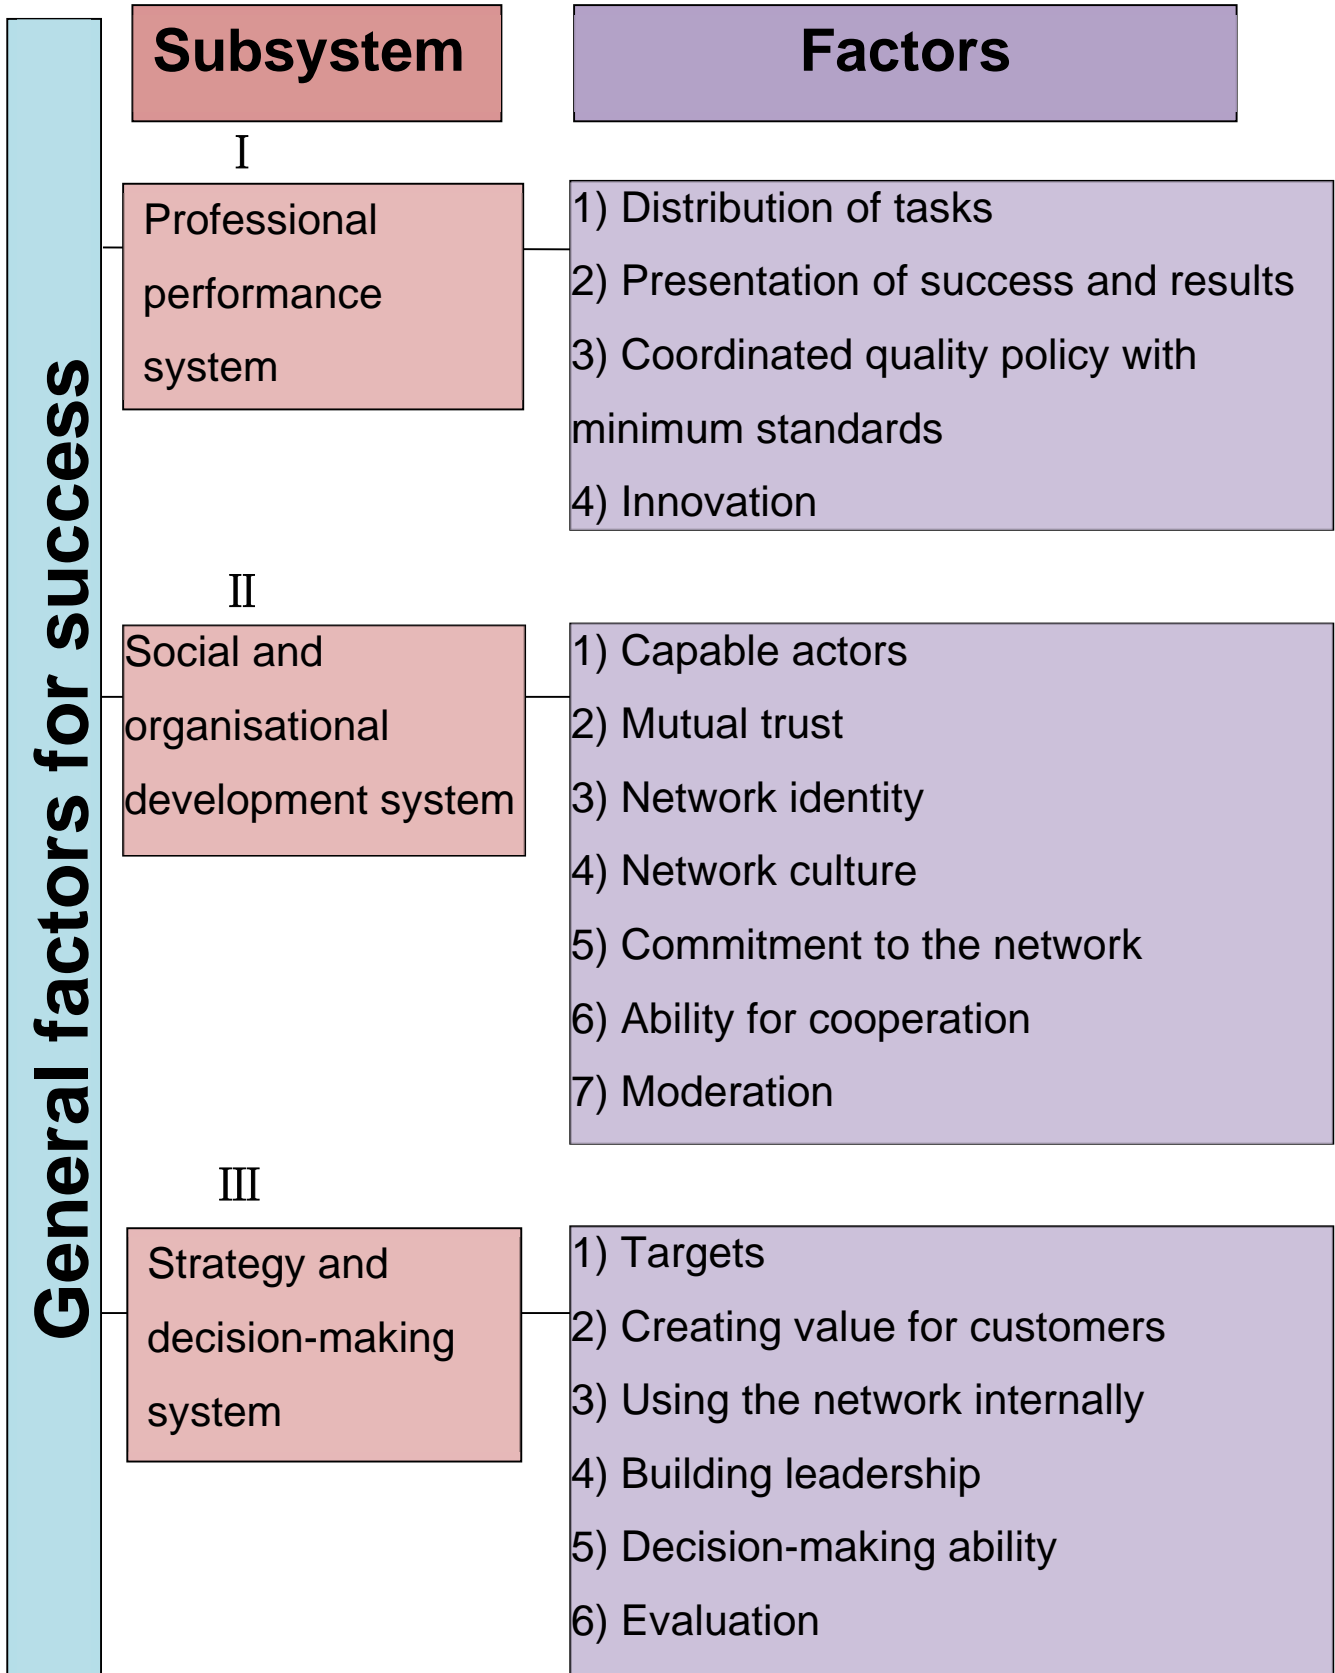 General factors for success
Subsystem
Factors
I
Professional
performance
system
1) Distribution of tasks
2) Presentation of success and results
3) Coordinated quality policy with
minimum standards
4) Innovation
II
Social and
organisational
development system
1) Capable actors
2) Mutual trust
3) Network identity
4) Network culture
5) Commitment to the network
6) Ability for cooperation
7) Moderation
III
Strategy and
decision-making
system
1) Targets
2) Creating value for customers
3) Using the network internally
4) Building leadership
5) Decision-making ability
6) Evaluation